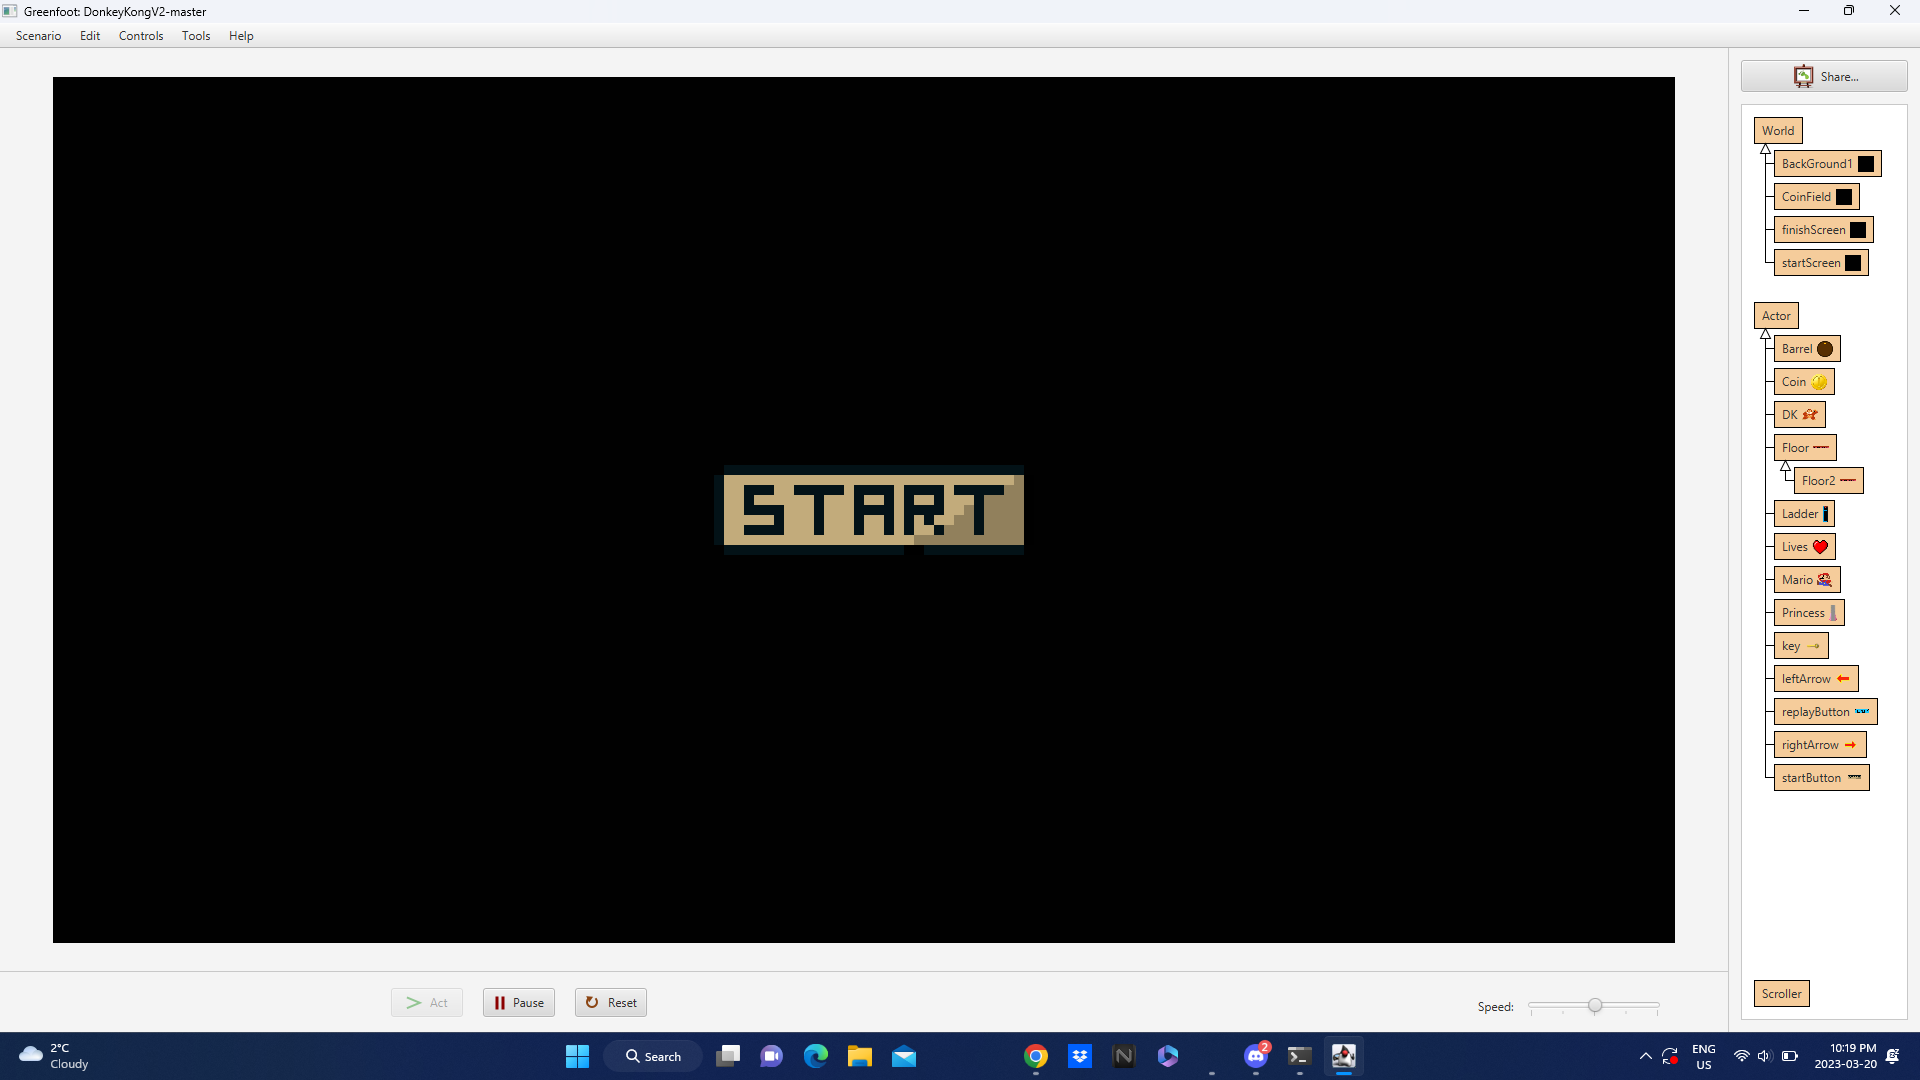 Greenfoot: DonkeyKongV2-master
Scenario Edit Controls Tools Help
Share...
World
BackGround1
CoinField
finishScreen
startScreen
Actor
Barrel
Coin
DK
Floor
Floor2
START
Ladder
Lives
Mario
Princess
key
leftArrow
replayButton
rightArrow
startButton
Scroller
Act Pause Reset Speed:
2°C
Cloudy
Search
2
ENG
US
10:19 PM
2023-03-20